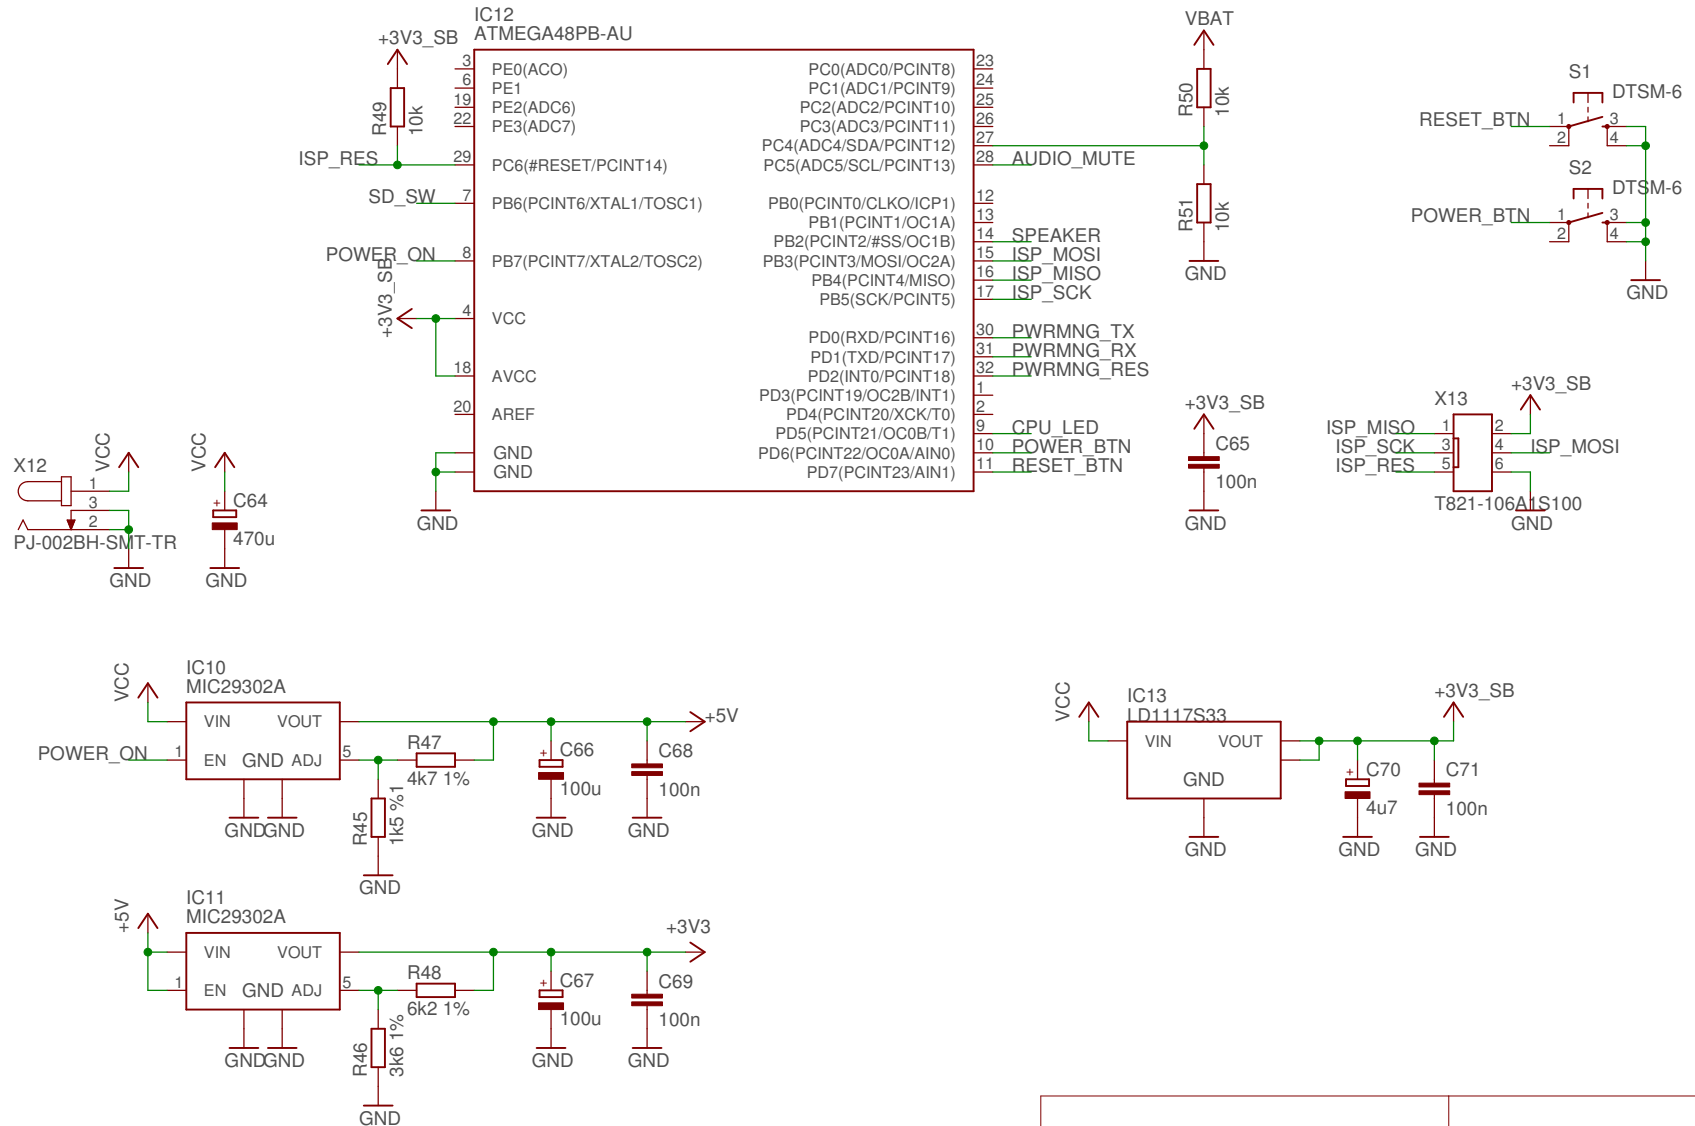 IC12
ATMEGA48PB-AU
+3V3_SB
R49
10k
ISP_RES
SD_SW
POWER_ON
+3V3_SB
3 PE0(ACO)
6 PE1
19 PE2(ADC6)
22 PE3(ADC7)
29 PC6(#RESET/PCINT14)
7 PB6(PCINT6/XTAL1/TOSC1)
8 PB7(PCINT7/XTAL2/TOSC2)
4 VCC
18 AVCC
20 AREF
GND
GND
GND
PC0(ADC0/PCINT8) 23
PC1(ADC1/PCINT9) 24
PC2(ADC2/PCINT10) 25
PC3(ADC3/PCINT11) 26
PC4(ADC4/SDA/PCINT12) 27
PC5(ADC5/SCL/PCINT13) 28 AUDIO_MUTE
PB0(PCINT0/CLKO/ICP1) 12
PB1(PCINT1/OC1A) 13
PB2(PCINT2/#SS/OC1B) 14 SPEAKER
PB3(PCINT3/MOSI/OC2A) 15 ISP_MOSI
PB4(PCINT4/MISO) 16 ISP_MISO
PB5(SCK/PCINT5) 17 ISP_SCK
PD0(RXD/PCINT16) 30 PWRMNG_TX
PD1(TXD/PCINT17) 31 PWRMNG_RX
PD2(INT0/PCINT18) 32 PWRMNG_RES
PD3(PCINT19/OC2B/INT1) 1
PD4(PCINT20/XCK/T0) 2
PD5(PCINT21/OC0B/T1) 9 CPU_LED
PD6(PCINT22/OC0A/AIN0) 10 POWER_BTN
PD7(PCINT23/AIN1) 11 RESET_BTN
VBAT
R50
10k
R51
10k
GND
S1
DTSM-6
RESET_BTN 1 3
2 4
S2
DTSM-6
POWER_BTN 1 3
2 4
GND
+3V3_SB
C65
100n
GND
X13
+3V3_SB
ISP_MISO 1 2
ISP_SCK 3 4 ISP_MOSI
ISP_RES 5 6
T821-106A1S100
GND
X12
VCC
1
3
2
PJ-002BH-SMT-TR
GND
VCC
+
C64
470u
GND
IC10
MIC29302A
VCC
VIN VOUT
POWER_ON 1 EN GND ADJ 5
GND GND
R47
4k7 1%
R45
1k5 %1
GND
+
C66
100u
GND
C68
100n
GND
+5V
IC11
MIC29302A
+5V
VIN VOUT
1 EN GND ADJ 5
GND GND
R48
6k2 1%
R46
3k6 1%
GND
+
C67
100u
GND
C69
100n
GND
+3V3
VCC
IC13
LD1117S33
VIN VOUT
GND
GND
+3V3_SB
+
C70
4u7
GND
C71
100n
GND